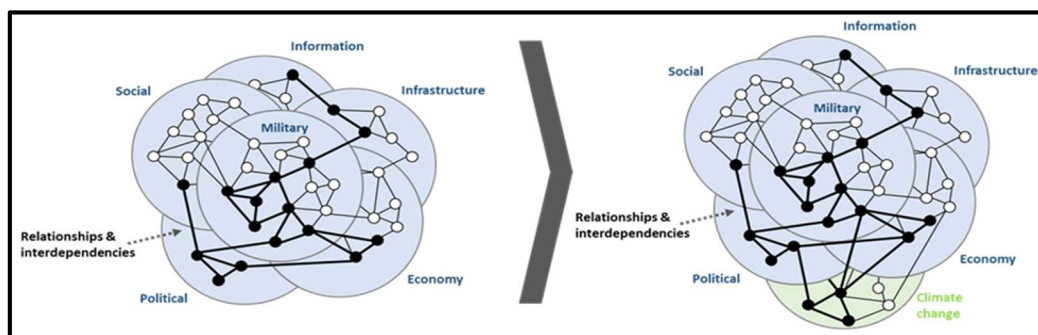 Information
Social
Infrastructure
Military
Relationships &
interdependencies
Economy
Political
Information
Social
Infrastructure
Military
Relationships &
interdependencies
Economy
Political
Climate
change